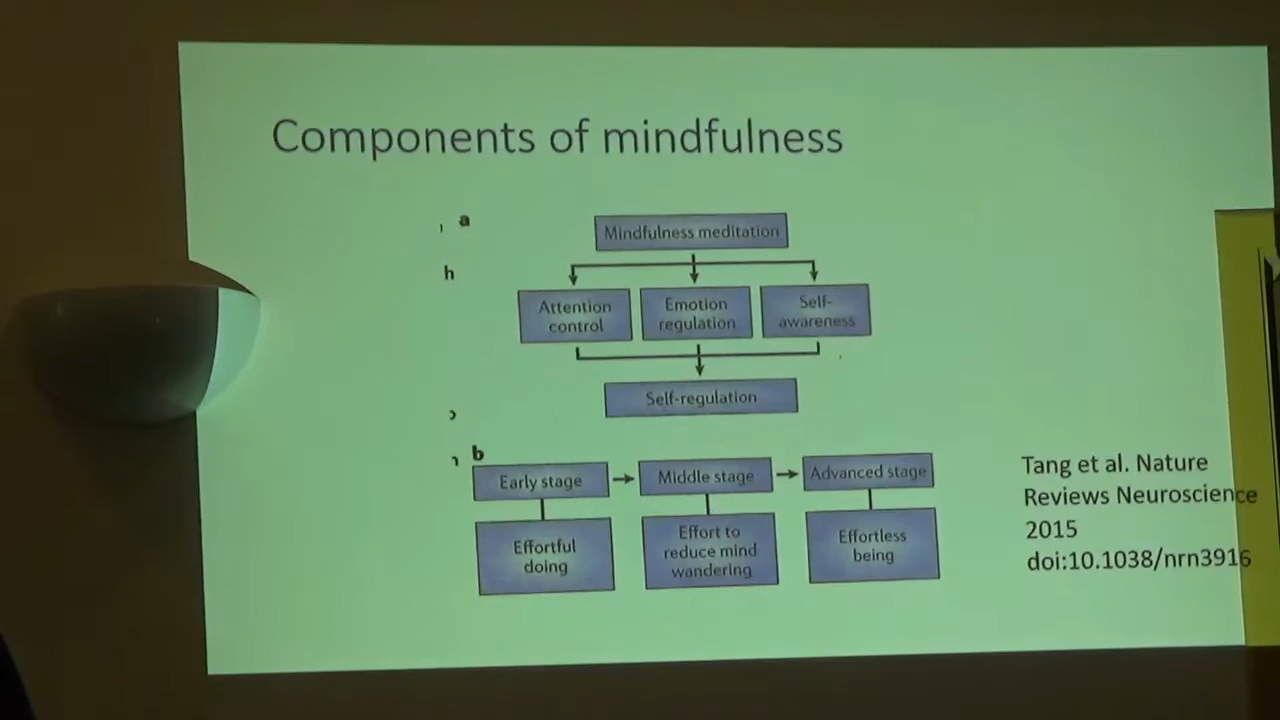 Components of mindfulness
a
Mindfulness meditation
h
Attention
control
Emotion
regulation
Self-
awareness
Self-regulation
b
Early stage
Middle stage
Advanced stage
Effortful
doing
Effort to
reduce mind
wandering
Effortless
being
Tang et al. Nature
Reviews Neuroscience
2015
doi:10.1038/nrn3916